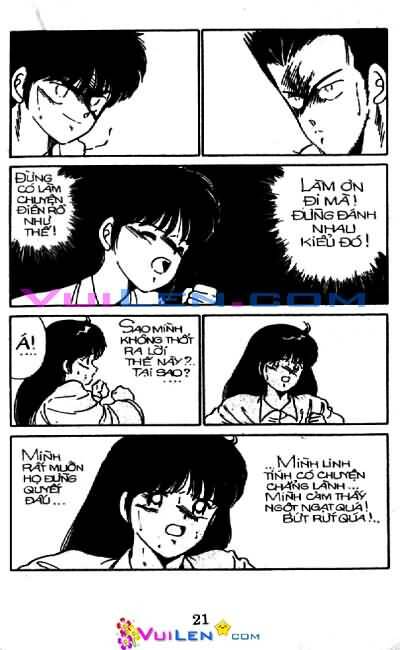 ĐỪNG
CÓ LÀM
CHUYỆN
ĐIÊN RỒ
NHƯ
THẾ!
LÀM ƠN
ĐI MÀ!
ĐỪNG ĐÁNH
NHAU
KIỂU ĐÓ!
VUILEN.COM
Á!
....
SAO MÌNH
KHÔNG THỐT
RA LỜI
THẾ NÀY?..
TẠI SAO?
....
MÌNH
RẤT MUỐN
HỌ ĐỪNG
QUYẾT
ĐẤU...
... MÌNH LINH
TÍNH CÓ CHUYỆN
CHẲNG LÀNH...
MÌNH CẢM THẤY
NGỘT NGẠT QUÁ!
BỨT RỨT QÚA!..
21
VUILEN.COM